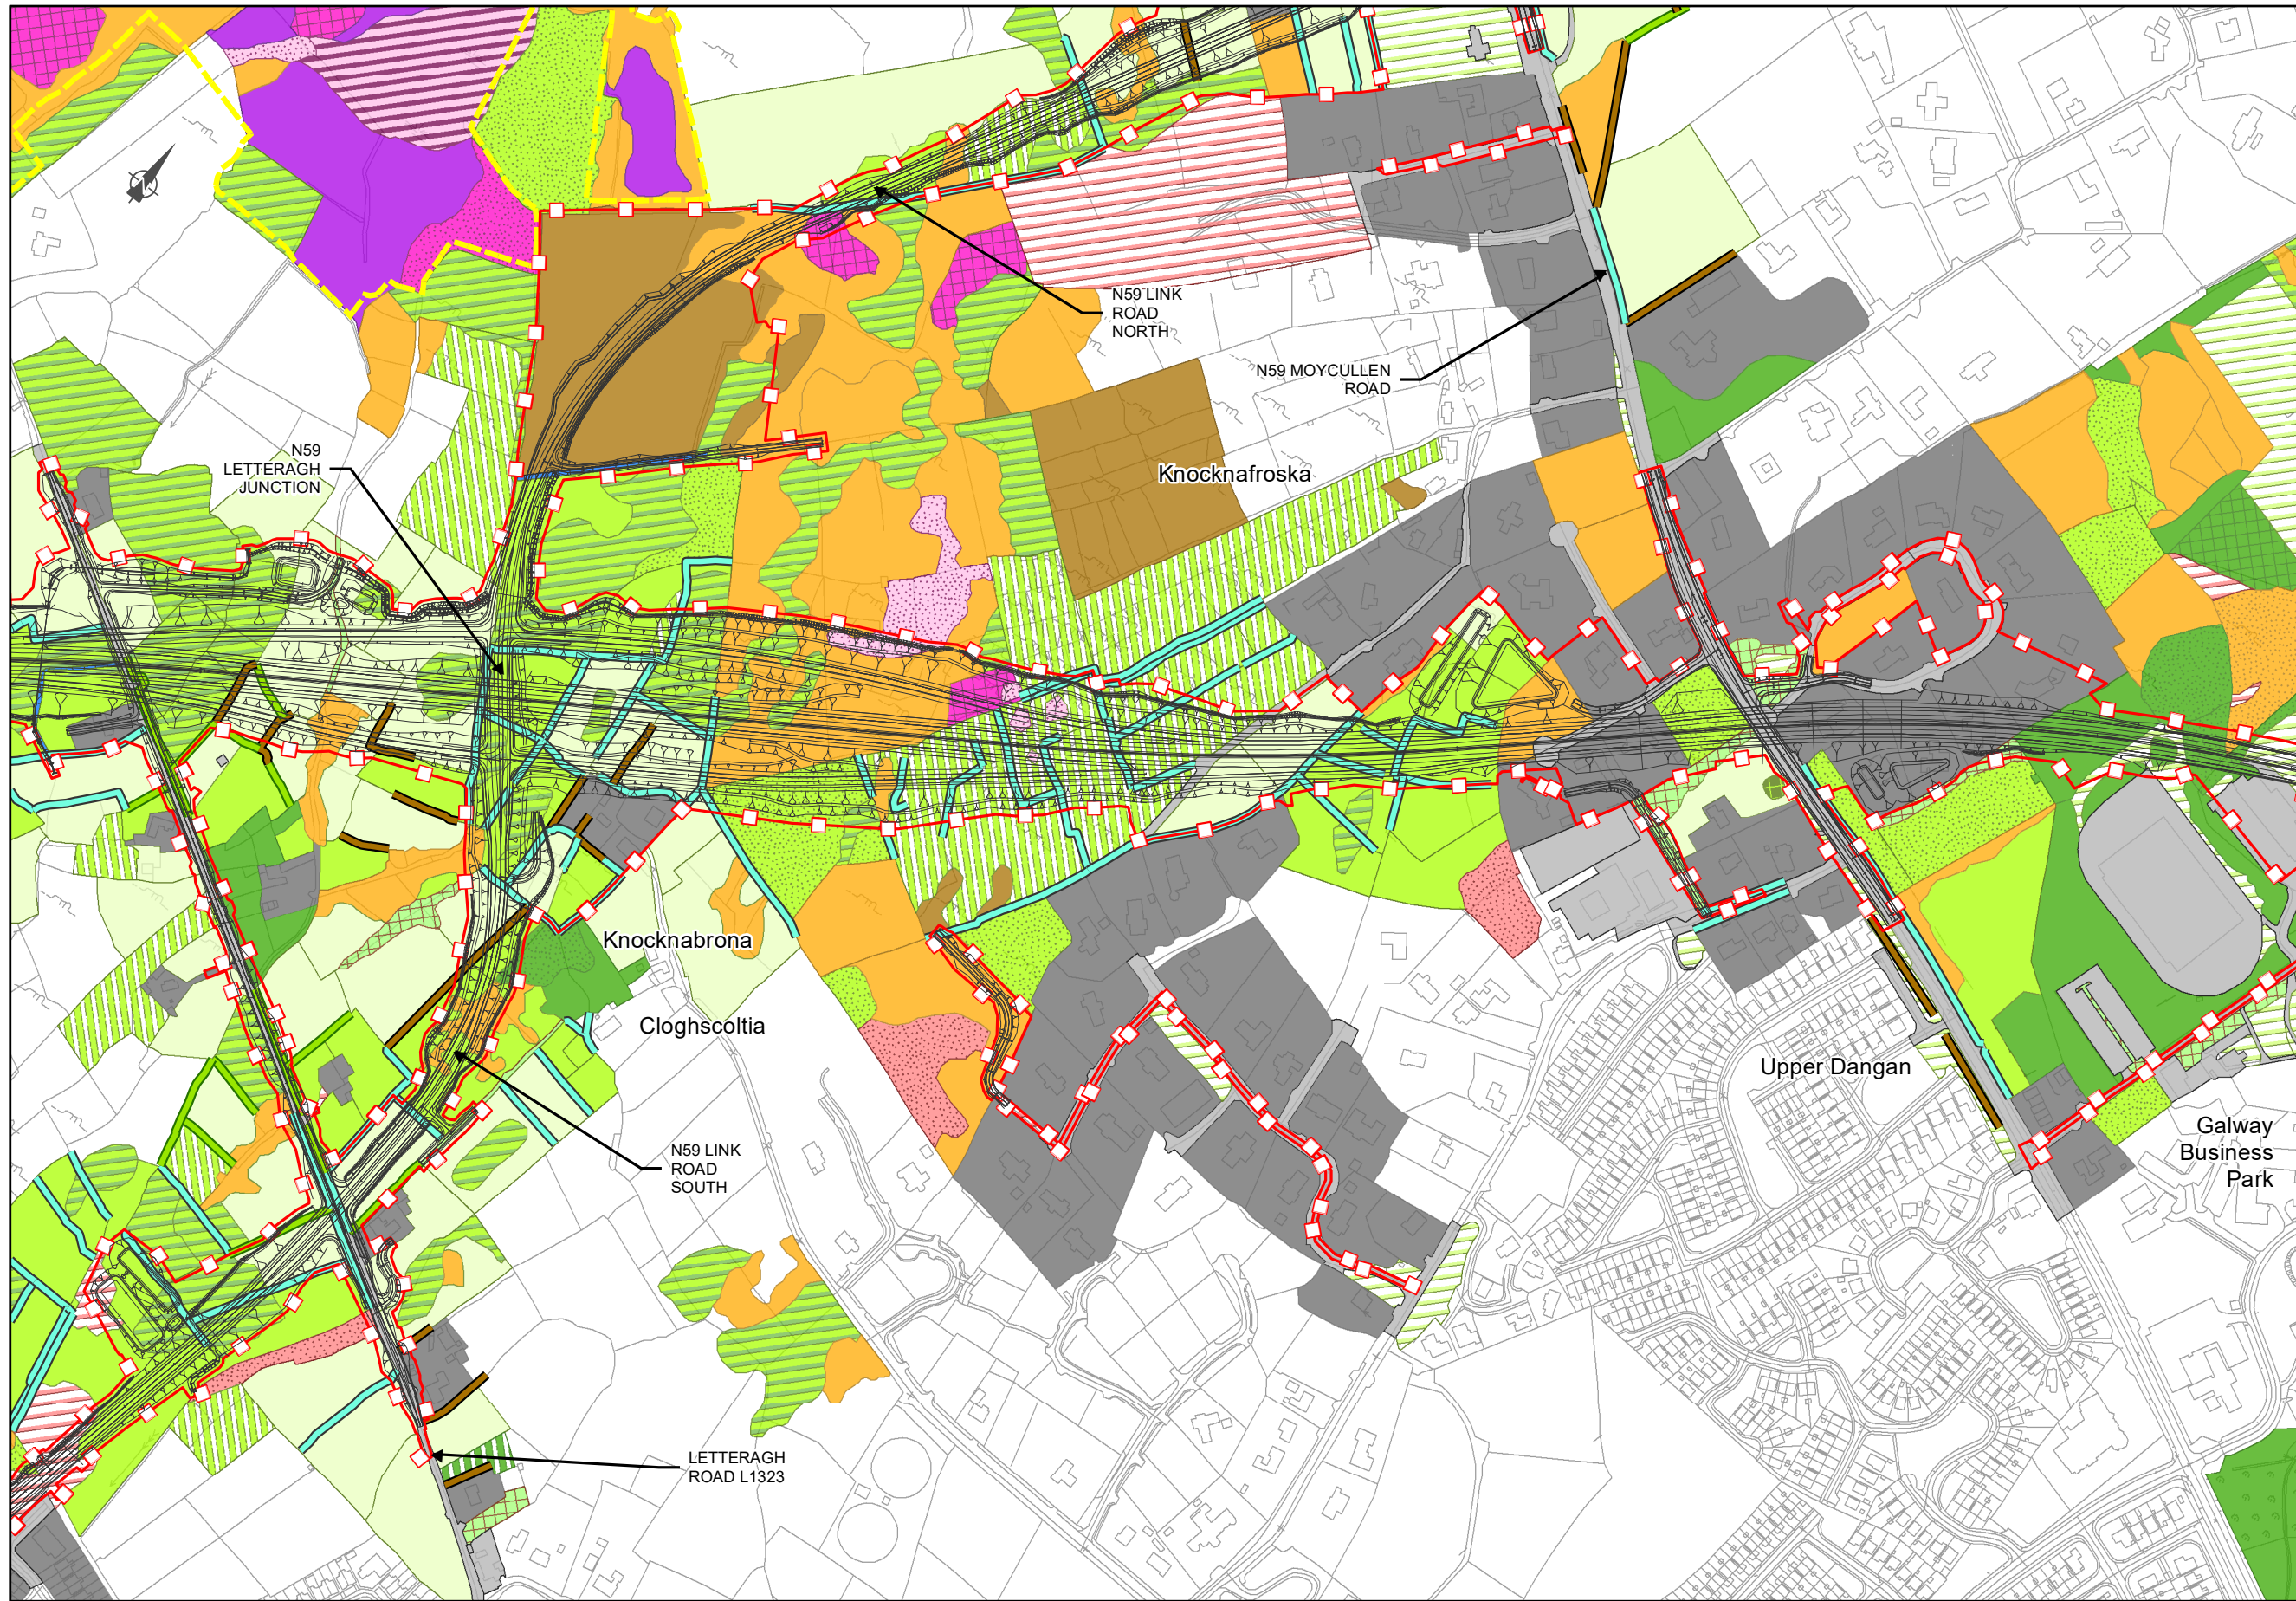 N59 LINK
ROAD
NORTH
N59 MOYCULLEN
ROAD
N59
LETTERAGH
JUNCTION
Knocknafroska
Knocknabrona
Cloghscoltia
Upper Dangan
N59 LINK
ROAD
SOUTH
Galway
Business
Park
LETTERAGH
ROAD L1323